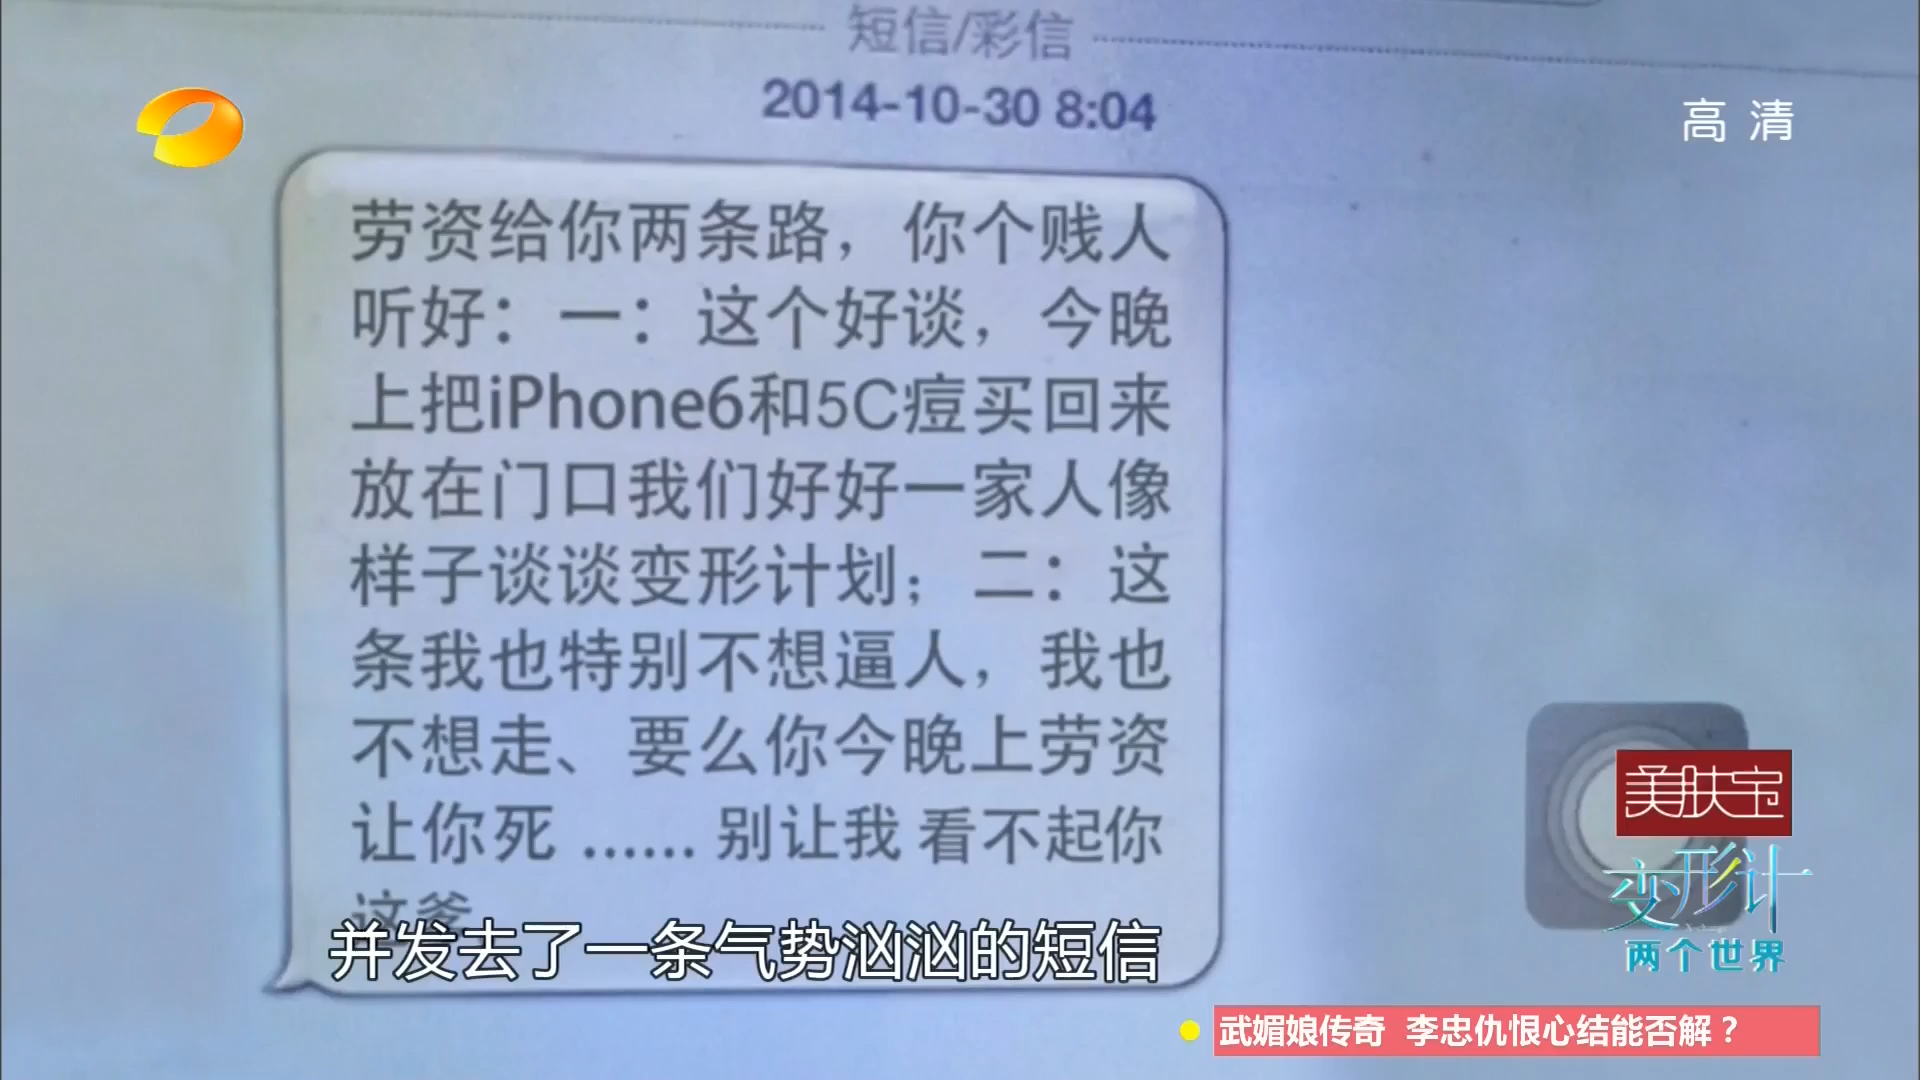 短信/彩信
2014-10-30 8:04
高 清
劳资给你两条路，你个贱人
听好：一：这个好谈，今晚
上把iPhone6和5C痘买回来
放在门口我们好好一家人像
样子谈谈变形计划；二：这
条我也特别不想逼人，我也
不想走、要么你今晚上劳资
让你死 ...... 别让我 看不起你
这爹
并发去了一条气势汹汹的短信
美肤宝
变形计
两个世界
武媚娘传奇 李忠仇恨心结能否解？